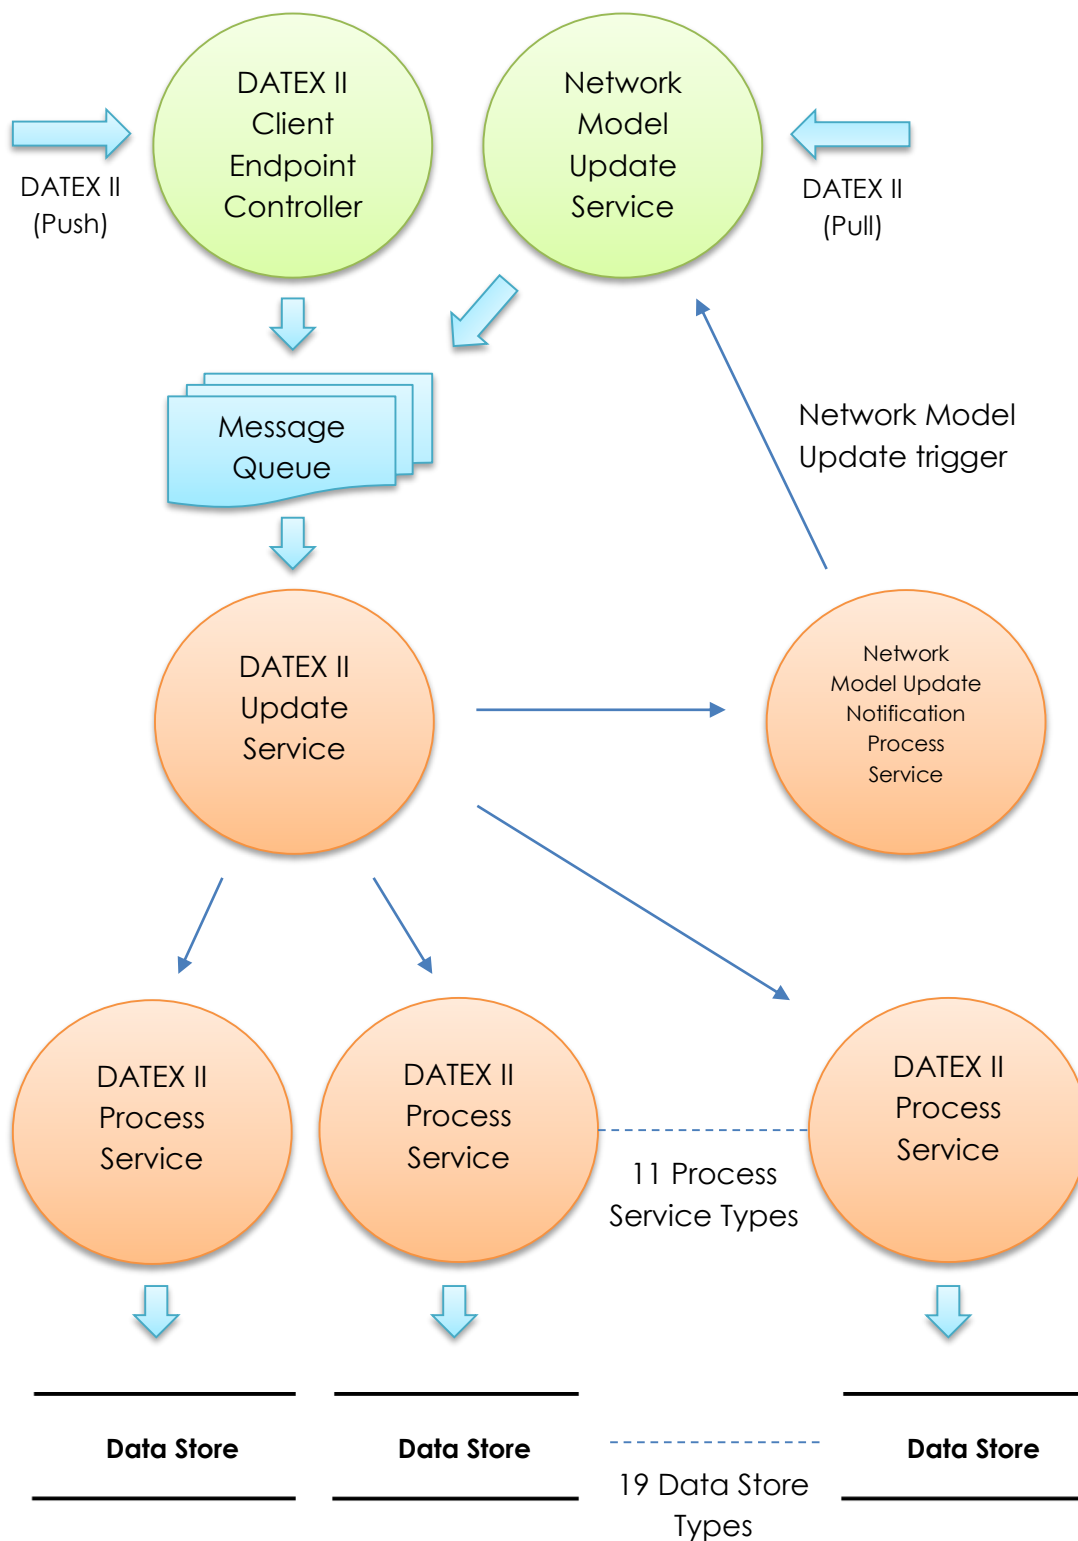 DATEX II
Client
Endpoint
Controller
Network
Model
Update
Service
DATEX II
(Push)
DATEX II
(Pull)
Message
Queue
Network Model
Update trigger
DATEX II
Update
Service
Network
Model Update
Notification
Process
Service
DATEX II
Process
Service
DATEX II
Process
Service
DATEX II
Process
Service
11 Process
Service Types
Data Store
Data Store
Data Store
19 Data Store
Types